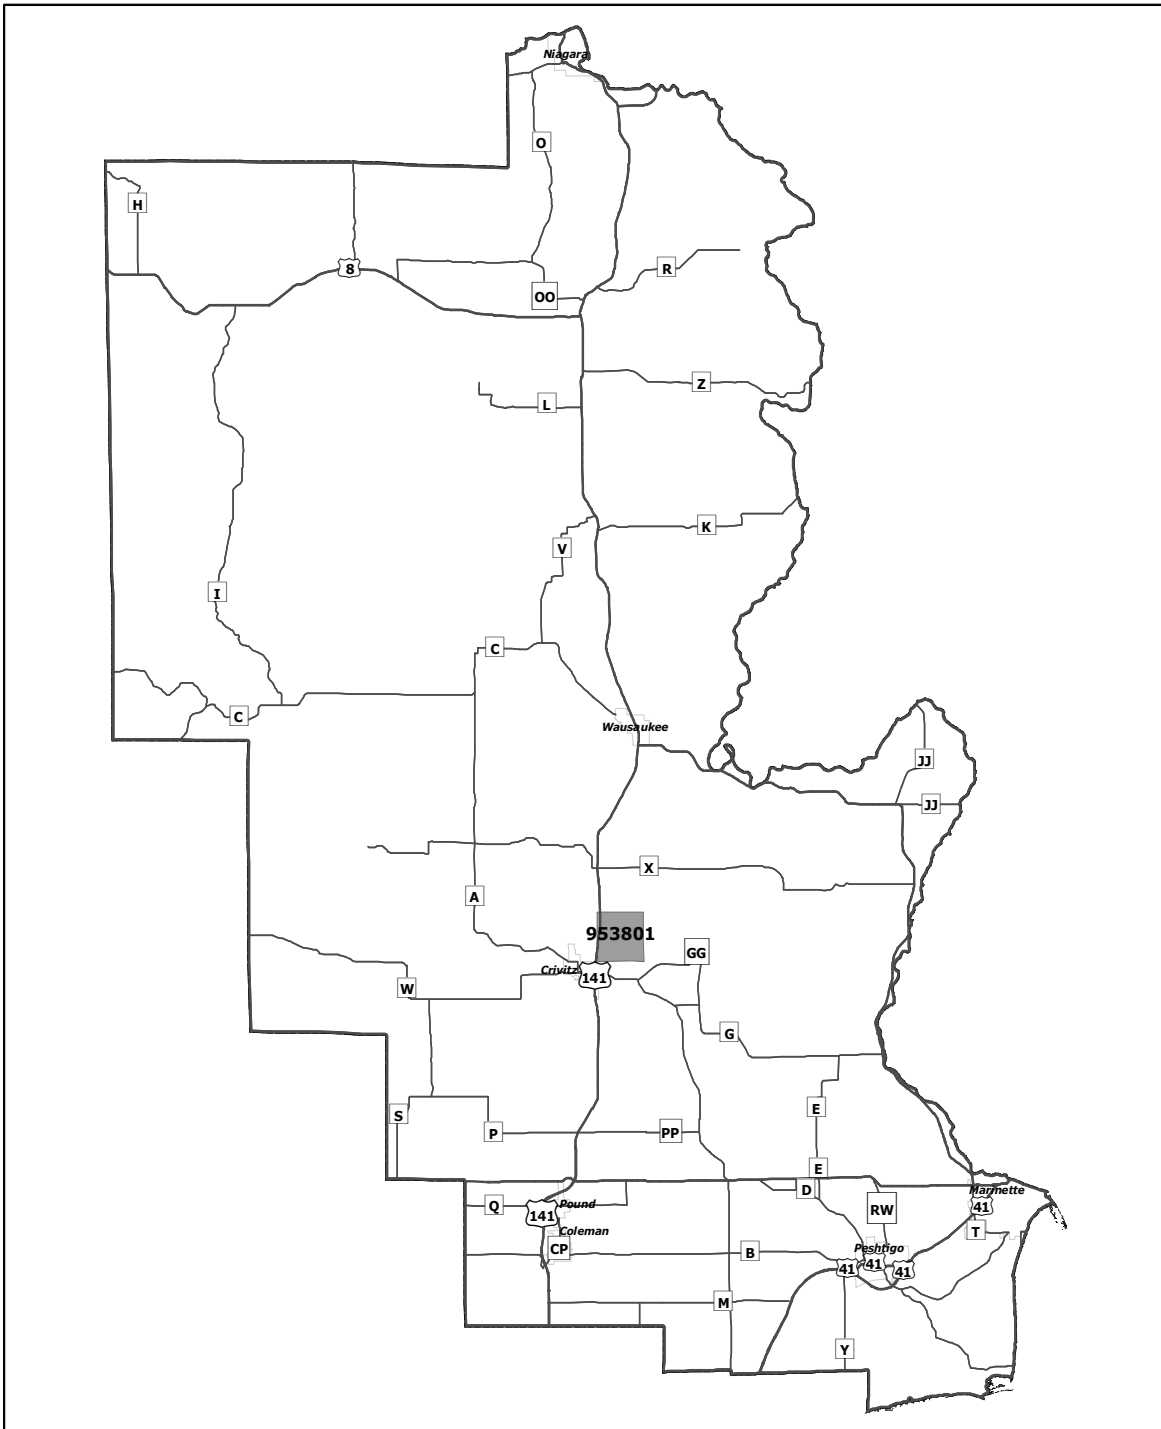 Niagara
O
H
8
R
OO
Z
L
K
V
I
C
C
Wausaukee
JJ
JJ
X
A
953801
GG
Crivitz
141
W
G
E
S
P
PP
E
D
Marinette
Q
Pound
41
RW
141
T
Coleman
CP
Peshtigo
B
41
41
41
M
Y